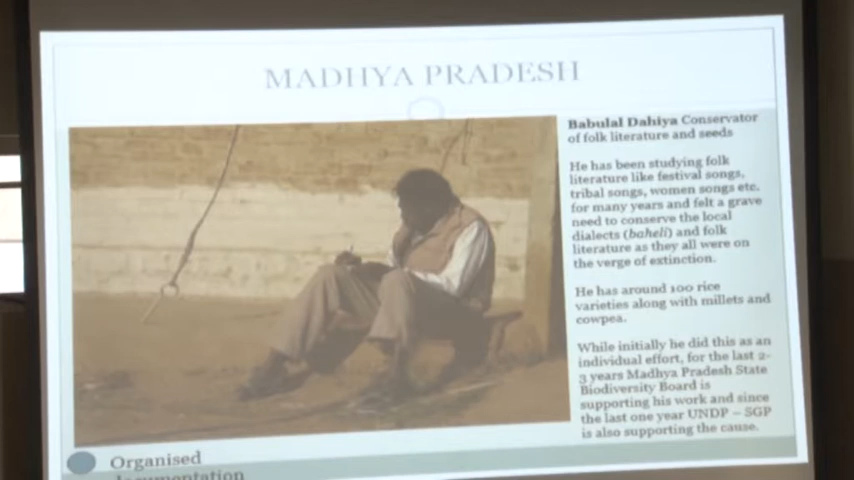 MADHYA PRADESH
Babulal Dahiya Conservator
of folk literature and seeds
He has been studying folk
literature like festival songs,
tribal songs, women songs etc.
for many years and felt a grave
need to conserve the local
dialects (baheli) and folk
literature as they all were on
the verge of extinction.
He has around 100 rice
varieties along with millets and
cowpea.
While initially he did this as an
individual effort, for the last 2-
3 years Madhya Pradesh State
Biodiversity Board is
supporting his work and since
the last one year UNDP – SGP
is also supporting the cause.
Organised
documentation